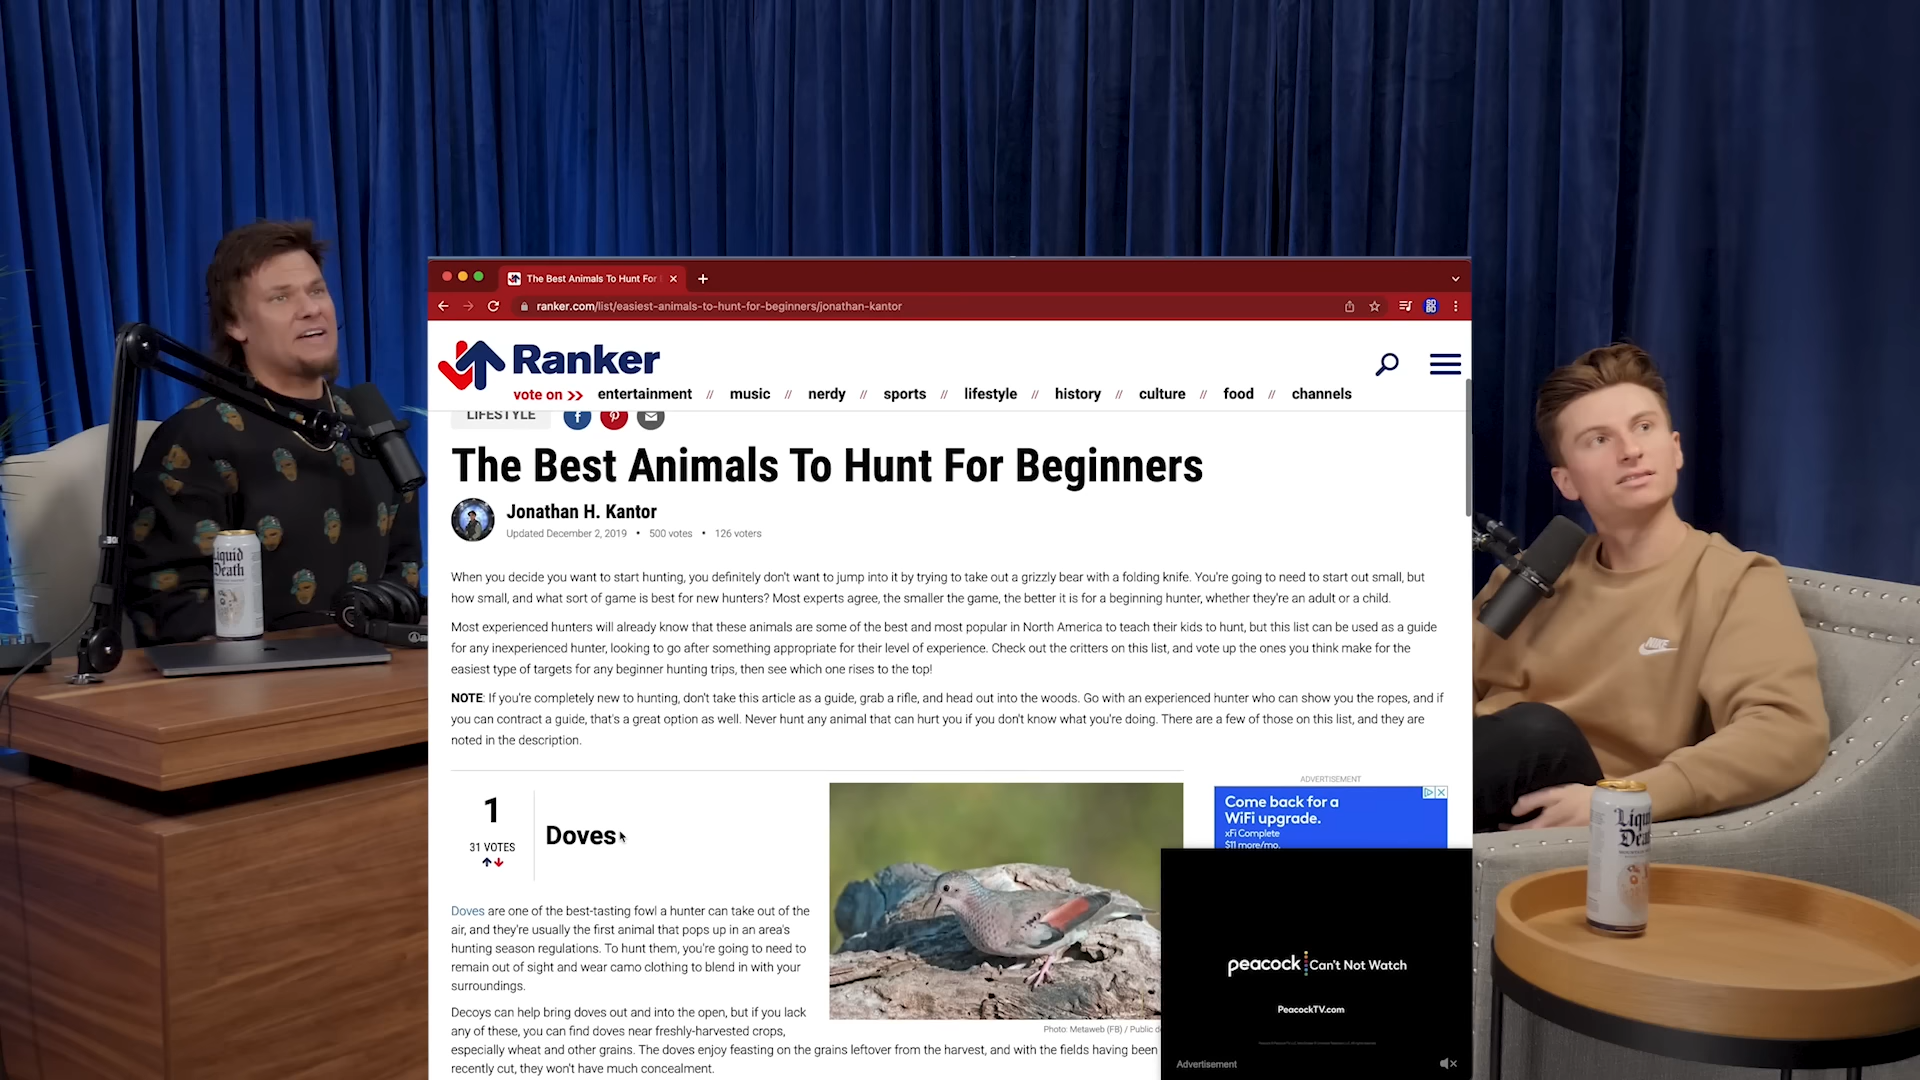 The Best Animals To Hunt For
ranker.com/list/easiest-animals-to-hunt-for-beginners/jonathan-kantor
Ranker
vote on >> entertainment // music // nerdy // sports // lifestyle // history // culture // food // channels
LIFESTYLE
The Best Animals To Hunt For Beginners
Jonathan H. Kantor
Updated December 2, 2019 • 500 votes • 126 voters
When you decide you want to start hunting, you definitely don't want to jump into it by trying to take out a grizzly bear with a folding knife. You're going to need to start out small, but
how small, and what sort of game is best for new hunters? Most experts agree, the smaller the game, the better it is for a beginning hunter, whether they're an adult or a child.
Most experienced hunters will already know that these animals are some of the best and most popular in North America to teach their kids to hunt, but this list can be used as a guide
for any inexperienced hunter, looking to go after something appropriate for their level of experience. Check out the critters on this list, and vote up the ones you think make for the
easiest type of targets for any beginner hunting trips, then see which one rises to the top!
NOTE: If you're completely new to hunting, don't take this article as a guide, grab a rifle, and head out into the woods. Go with an experienced hunter who can show you the ropes, and if
you can contract a guide, that's a great option as well. Never hunt any animal that can hurt you if you don't know what you're doing. There are a few of those on this list, and they are
noted in the description.
1
31 VOTES
Doves
Doves are one of the best-tasting fowl a hunter can take out of the
air, and they're usually the first animal that pops up in an area's
hunting season regulations. To hunt them, you're going to need to
remain out of sight and wear camo clothing to blend in with your
surroundings.
Decoys can help bring doves out and into the open, but if you lack
any of these, you can find doves near freshly-harvested crops,
especially wheat and other grains. The doves enjoy feasting on the grains leftover from the harvest, and with the fields having been
recently cut, they won't have much concealment.
Photo: Metaweb (FB) / Public
ADVERTISEMENT
Come back for a
WiFi upgrade.
xFi Complete
$11 more/mo.
peacock Can't Not Watch
PeacockTV.com
Advertisement
Liquid
Death
NIKE
Liquid
Death